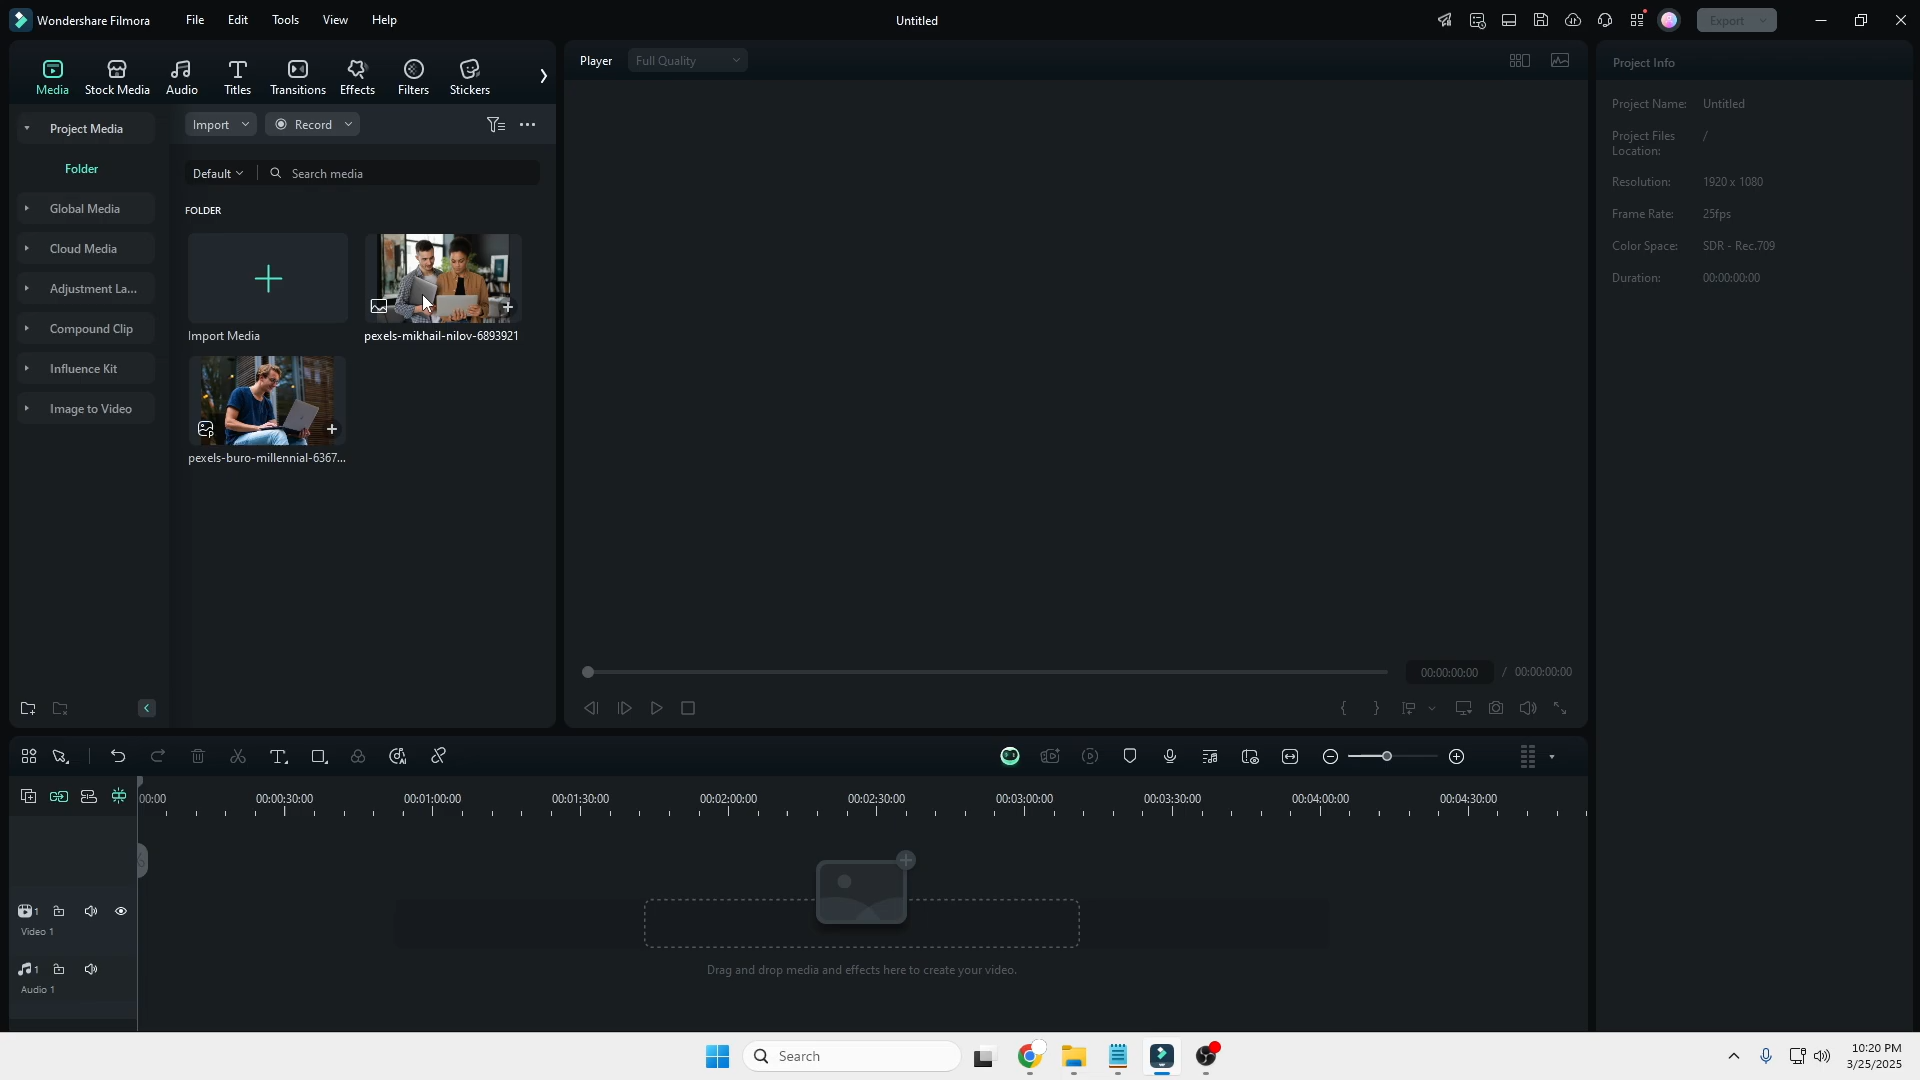 Wondershare Filmora
File Edit Tools View Help
Untitled
Export
Media Stock Media Audio Titles Transitions Effects Filters Stickers
Player Full Quality
Project Info
Import Record
Project Media
Folder
Global Media
Cloud Media
Adjustment La...
Compound Clip
Influence Kit
Image to Video
Default Search media
FOLDER
Import Media
pexels-mikhail-nilov-6893921
pexels-buro-millennial-6367...
Project Name: Untitled
Project Files Location: /
Resolution: 1920 x 1080
Frame Rate: 25fps
Color Space: SDR - Rec.709
Duration: 00:00:00:00
00:00:00:00 / 00:00:00:00
00:00 00:00:30:00 00:01:00:00 00:01:30:00 00:02:00:00 00:02:30:00 00:03:00:00 00:03:30:00 00:04:00:00 00:04:30:00
1
Video 1
1
Audio 1
Drag and drop media and effects here to create your video.
Search
10:20 PM
3/25/2025